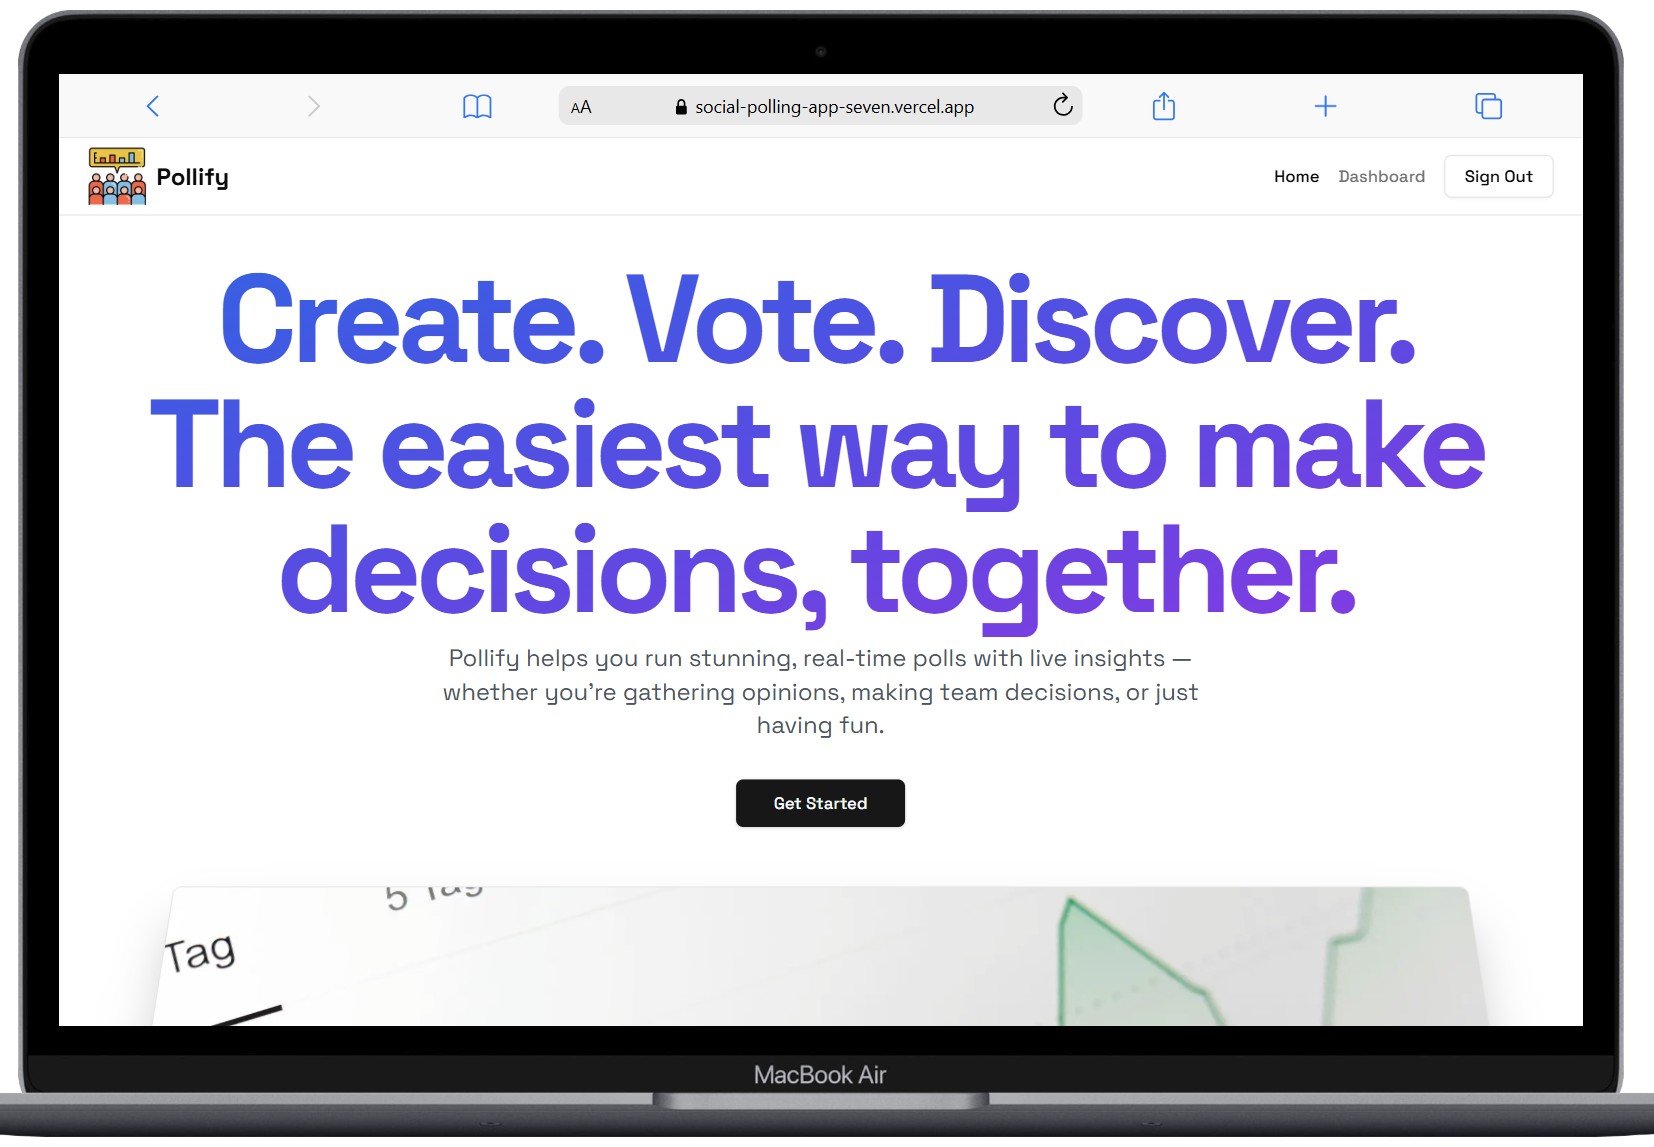 AA social-polling-app-seven.vercel.app
Pollify
Home Dashboard Sign Out
Create. Vote. Discover.
The easiest way to make
decisions, together.
Pollify helps you run stunning, real-time polls with live insights —
whether you're gathering opinions, making team decisions, or just
having fun.
Get Started
5 Tag
Tag
MacBook Air